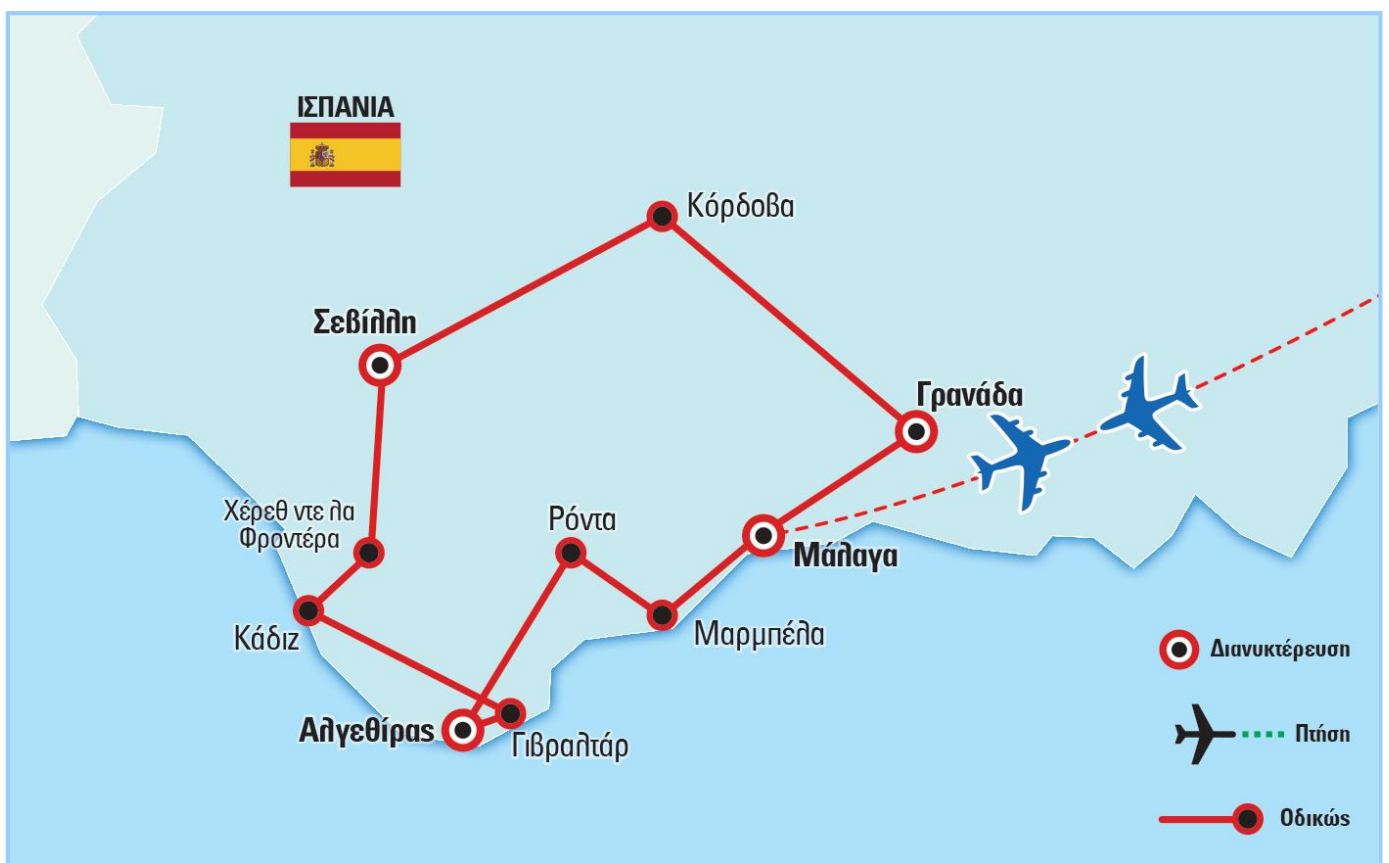 ΙΣΠΑΝΙΑ
Κόρδοβα
Σεβίλλη
Γρανάδα
Χέρεθ ντε λα
Φροντέρα
Ρόντα
Μάλαγα
Κάδιζ
Μαρμπέλα
Αλγεθίρας
Γιβραλτάρ
Διανυκτέρευση
Πτήση
Οδικώς